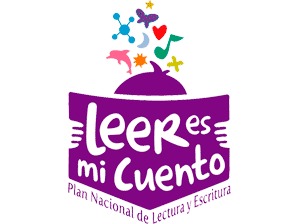 Leer es
mi Cuento
Plan Nacional de Lectura y Escritura